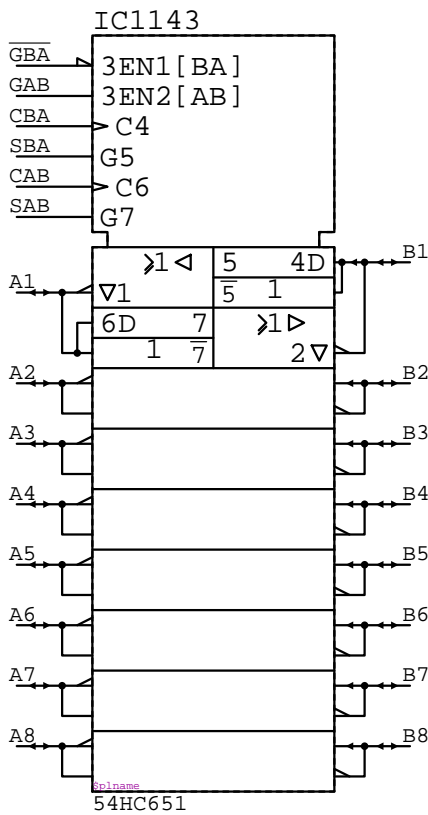 IC1143
GBA
3EN1[BA]
GAB
3EN2[AB]
CBA
C4
SBA
G5
CAB
C6
SAB
G7
≥1 5 4D B1
A1 ▽1 5 1
6D 7 ≥1
1 7 2▽
A2 B2
A3 B3
A4 B4
A5 B5
A6 B6
A7 B7
A8 B8
Splname
54HC651